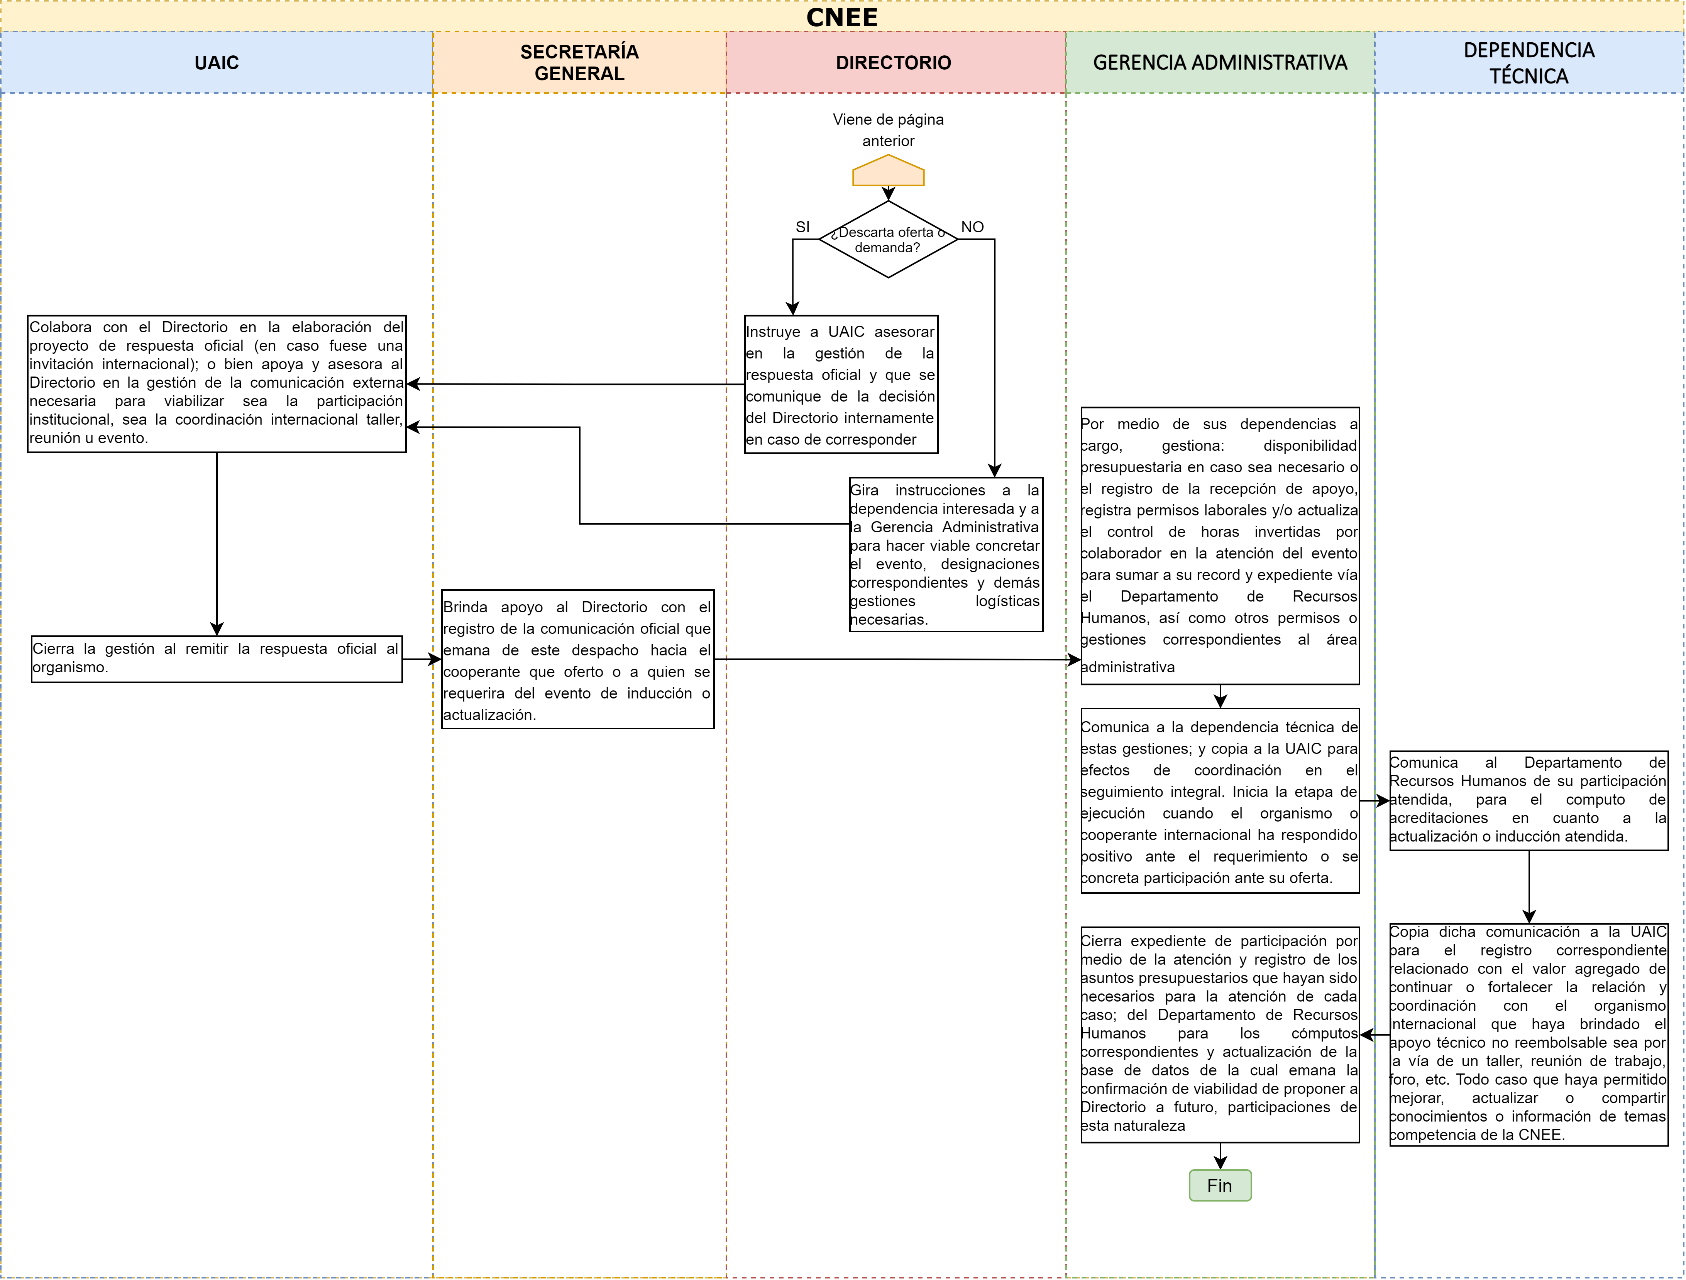 CNEE
UAIC
SECRETARÍA
GENERAL
DIRECTORIO
GERENCIA ADMINISTRATIVA
DEPENDENCIA
TÉCNICA
Viene de página
anterior
¿Descarta oferta o
demanda?
SI
NO
Instruye a UAIC asesorar
en la gestión de la
respuesta oficial y que se
comunique de la decisión
del Directorio internamente
en caso de corresponder
Colabora con el Directorio en la elaboración del
proyecto de respuesta oficial (en caso fuese una
invitación internacional); o bien apoya y asesora al
Directorio en la gestión de la comunicación externa
necesaria para viabilizar sea la participación
institucional, sea la coordinación internacional taller,
reunión u evento.
Gira instrucciones a la
dependencia interesada y a
la Gerencia Administrativa
para hacer viable concretar
el evento, designaciones
correspondientes y demás
gestiones logísticas
necesarias.
Cierra la gestión al remitir la respuesta oficial al
organismo.
Brinda apoyo al Directorio con el
registro de la comunicación oficial que
emana de este despacho hacia el
cooperante que oferto o a quien se
requerira del evento de inducción o
actualización.
Por medio de sus dependencias a
cargo, gestiona: disponibilidad
presupuestaria en caso sea necesario o
el registro de la recepción de apoyo,
registra permisos laborales y/o actualiza
el control de horas invertidas por
colaborador en la atención del evento
para sumar a su record y expediente vía
el Departamento de Recursos
Humanos, así como otros permisos o
gestiones correspondientes al área
administrativa
Comunica a la dependencia técnica de
estas gestiones; y copia a la UAIC para
efectos de coordinación en el
seguimiento integral. Inicia la etapa de
ejecución cuando el organismo o
cooperante internacional ha respondido
positivo ante el requerimiento o se
concreta participación ante su oferta.
Comunica al Departamento de
Recursos Humanos de su participación
atendida, para el computo de
acreditaciones en cuanto a la
actualización o inducción atendida.
Copia dicha comunicación a la UAIC
para el registro correspondiente
relacionado con el valor agregado de
continuar o fortalecer la relación y
coordinación con el organismo
internacional que haya brindado el
apoyo técnico no reembolsable sea por
la vía de un taller, reunión de trabajo,
foro, etc. Todo caso que haya permitido
mejorar, actualizar o compartir
conocimientos o información de temas
competencia de la CNEE.
Cierra expediente de participación por
medio de la atención y registro de los
asuntos presupuestarios que hayan sido
necesarios para la atención de cada
caso; del Departamento de Recursos
Humanos para los cómputos
correspondientes y actualización de la
base de datos de la cual emana la
confirmación de viabilidad de proponer a
Directorio a futuro, participaciones de
esta naturaleza
Fin